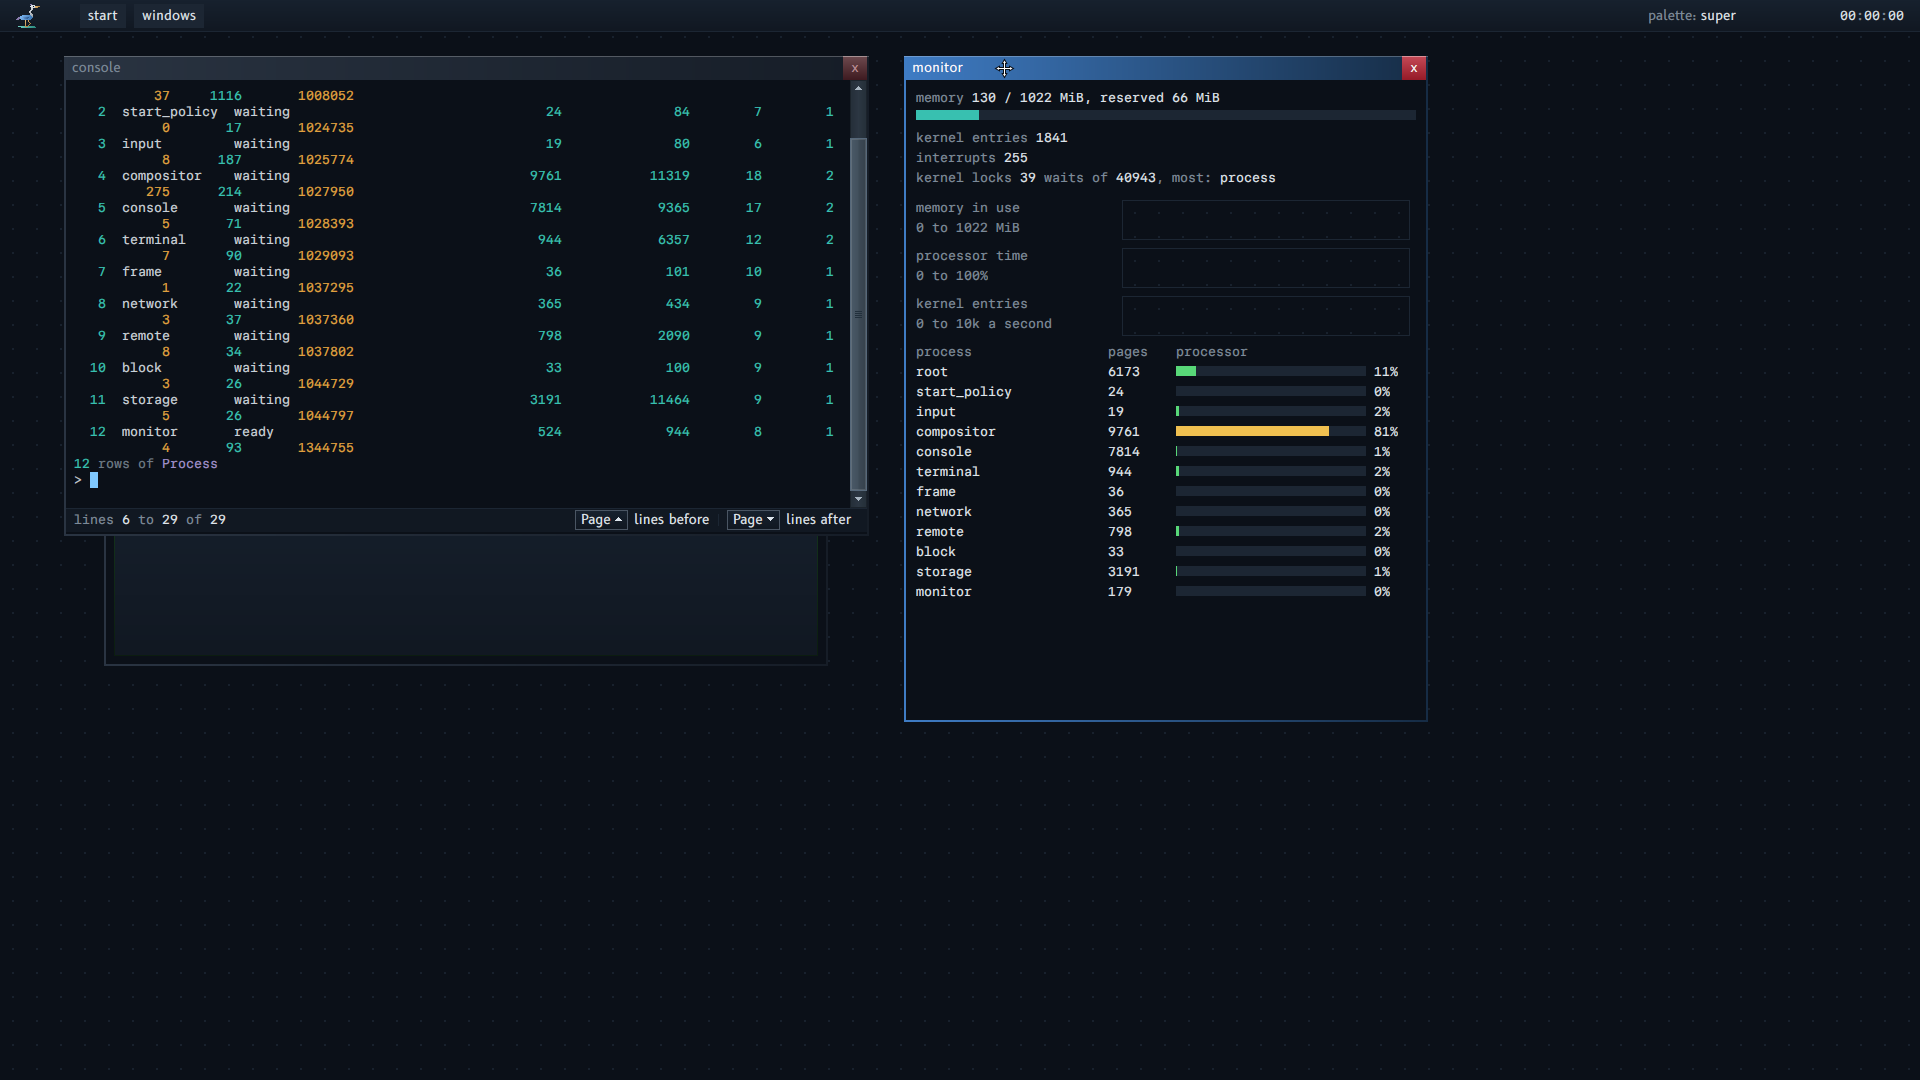 start windows palette: super 00:00:00
console x
37 1116 1008052
2 start_policy waiting 24 84 7 1
0 17 1024735
3 input waiting 19 80 6 1
8 187 1025774
4 compositor waiting 9761 11319 18 2
275 214 1027950
5 console waiting 7814 9365 17 2
5 71 1028393
6 terminal waiting 944 6357 12 2
7 90 1029093
7 frame waiting 36 101 10 1
1 22 1037295
8 network waiting 365 434 9 1
3 37 1037360
9 remote waiting 798 2090 9 1
8 34 1037802
10 block waiting 33 100 9 1
3 26 1044729
11 storage waiting 3191 11464 9 1
5 26 1044797
12 monitor ready 524 944 8 1
4 93 1344755
12 rows of Process
>
lines 6 to 29 of 29 Page lines before Page lines after
monitor x
memory 130 / 1022 MiB, reserved 66 MiB
kernel entries 1841
interrupts 255
kernel locks 39 waits of 40943, most: process
memory in use
0 to 1022 MiB
processor time
0 to 100%
kernel entries
0 to 10k a second
process pages processor
root 6173 11%
start_policy 24 0%
input 19 2%
compositor 9761 81%
console 7814 1%
terminal 944 2%
frame 36 0%
network 365 0%
remote 798 2%
block 33 0%
storage 3191 1%
monitor 179 0%